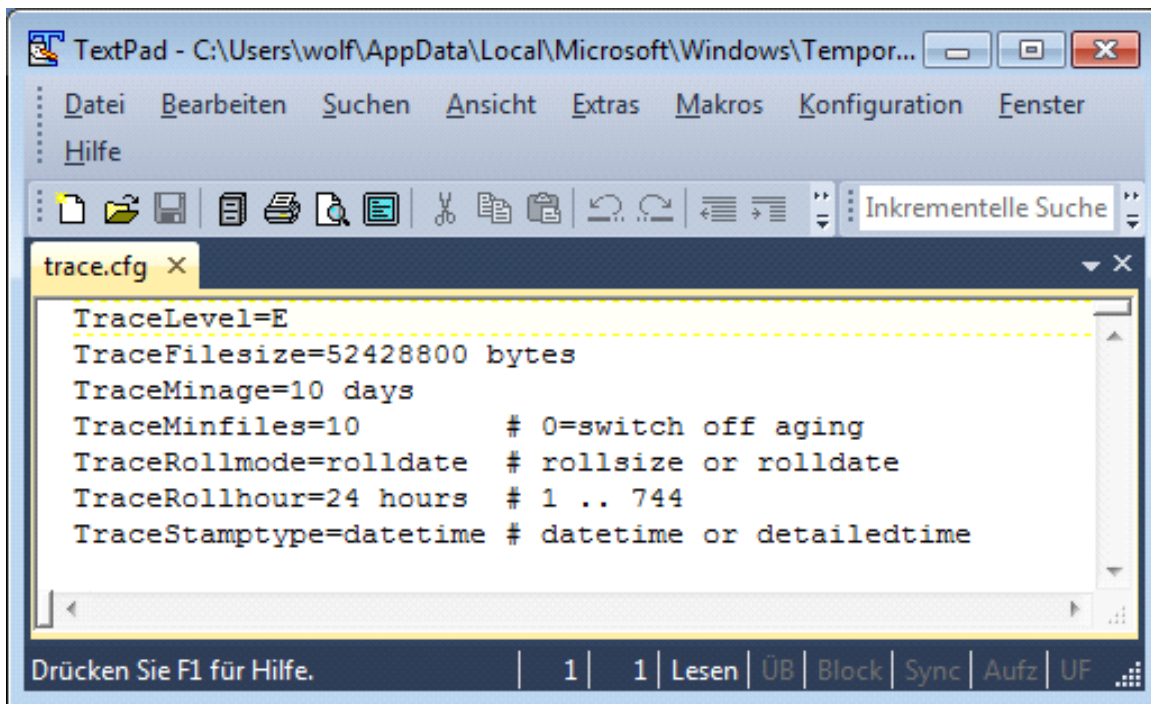 TextPad - C:\Users\wolf\AppData\Local\Microsoft\Windows\Tempor...
Datei Bearbeiten Suchen Ansicht Extras Makros Konfiguration Fenster
Hilfe
Inkrementelle Suche
trace.cfg
TraceLevel=E
TraceFilesize=52428800 bytes
TraceMinage=10 days
TraceMinfiles=10 # 0=switch off aging
TraceRollmode=rolldate # rollsize or rolldate
TraceRollhour=24 hours # 1 .. 744
TraceStamptype=datetime # datetime or detailedtime
Drücken Sie F1 für Hilfe. 1 1 Lesen ÜB Block Sync Aufz UF